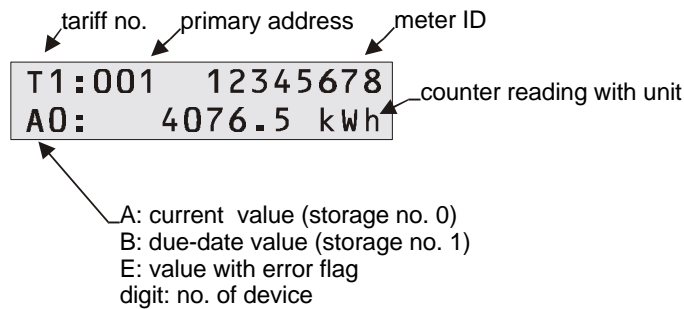 tariff no. primary address meter ID
T1:001 12345678
counter reading with unit
A0: 4076.5 kWh
A: current value (storage no. 0)
B: due-date value (storage no. 1)
E: value with error flag
digit: no. of device